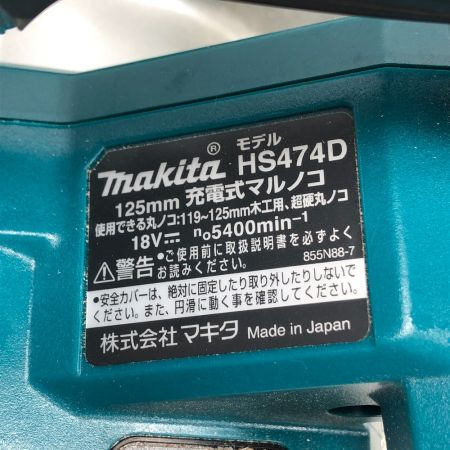 makita® モデル HS474D
125mm 充電式マルノコ
使用できる丸ノコ:119~125mm木工用、超硬丸ノコ
18V⎓ n₀5400min⁻¹
⚠警告 •ご使用前に取扱説明書を必ずよく
お読みください。 855N88-7
•安全カバーは、絶対に固定したり取り外したりしないで
ください。また、円滑に動く事を確認してください。
株式会社マキタ Made in Japan